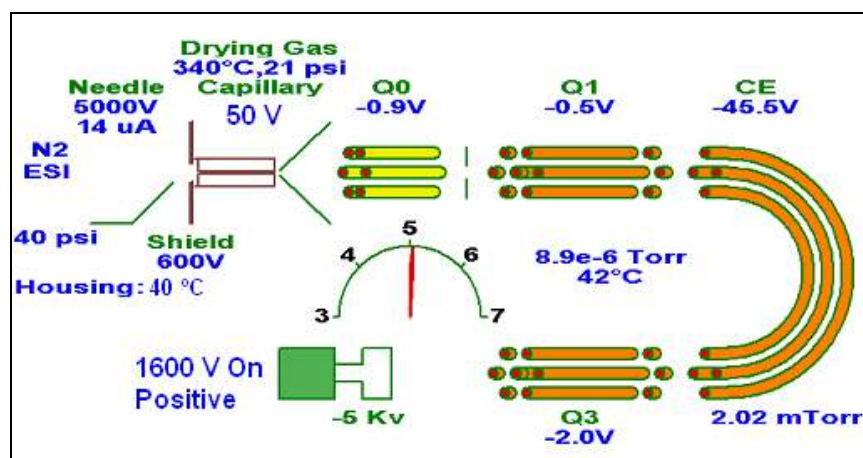 Drying Gas
340°C,21 psi
Needle
5000V
14 uA
Capillary
50 V
Q0
-0.9V
Q1
-0.5V
CE
-45.5V
N2
ESI
40 psi
Shield
600V
Housing: 40 °C
3
4
5
6
7
8.9e-6 Torr
42°C
1600 V On
Positive
-5 Kv
Q3
-2.0V
2.02 mTorr